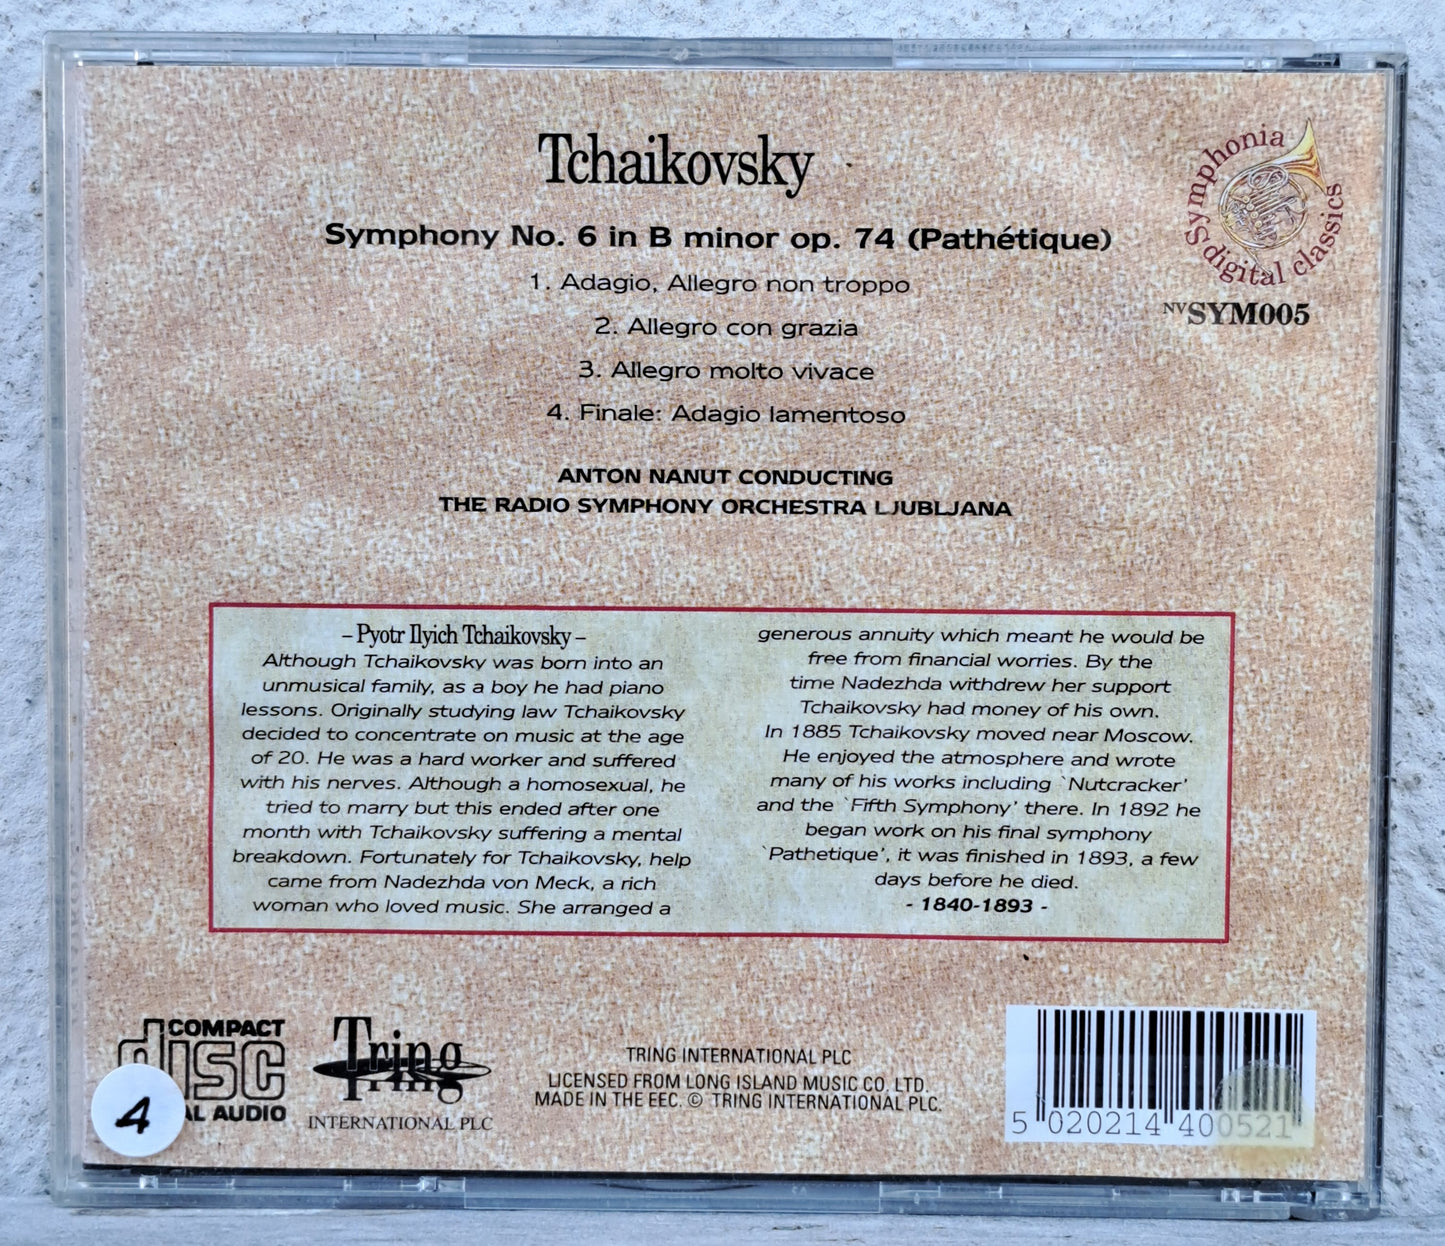 Tchaikovsky
Symphonia
digital classics
NVSYM005
Symphony No. 6 in B minor op. 74 (Pathétique)
1. Adagio, Allegro non troppo
2. Allegro con grazia
3. Allegro molto vivace
4. Finale: Adagio lamentoso
ANTON NANUT CONDUCTING
THE RADIO SYMPHONY ORCHESTRA LJUBLJANA
– Pyotr Ilyich Tchaikovsky –
Although Tchaikovsky was born into an
unmusical family, as a boy he had piano
lessons. Originally studying law Tchaikovsky
decided to concentrate on music at the age
of 20. He was a hard worker and suffered
with his nerves. Although a homosexual, he
tried to marry but this ended after one
month with Tchaikovsky suffering a mental
breakdown. Fortunately for Tchaikovsky, help
came from Nadezhda von Meck, a rich
woman who loved music. She arranged a
generous annuity which meant he would be
free from financial worries. By the
time Nadezhda withdrew her support
Tchaikovsky had money of his own.
In 1885 Tchaikovsky moved near Moscow.
He enjoyed the atmosphere and wrote
many of his works including `Nutcracker'
and the `Fifth Symphony' there. In 1892 he
began work on his final symphony
`Pathetique', it was finished in 1893, a few
days before he died.
- 1840-1893 -
COMPACT
disc
AL AUDIO
4
Tring
INTERNATIONAL PLC
TRING INTERNATIONAL PLC
LICENSED FROM LONG ISLAND MUSIC CO. LTD.
MADE IN THE EEC. © TRING INTERNATIONAL PLC.
5 020214 400521